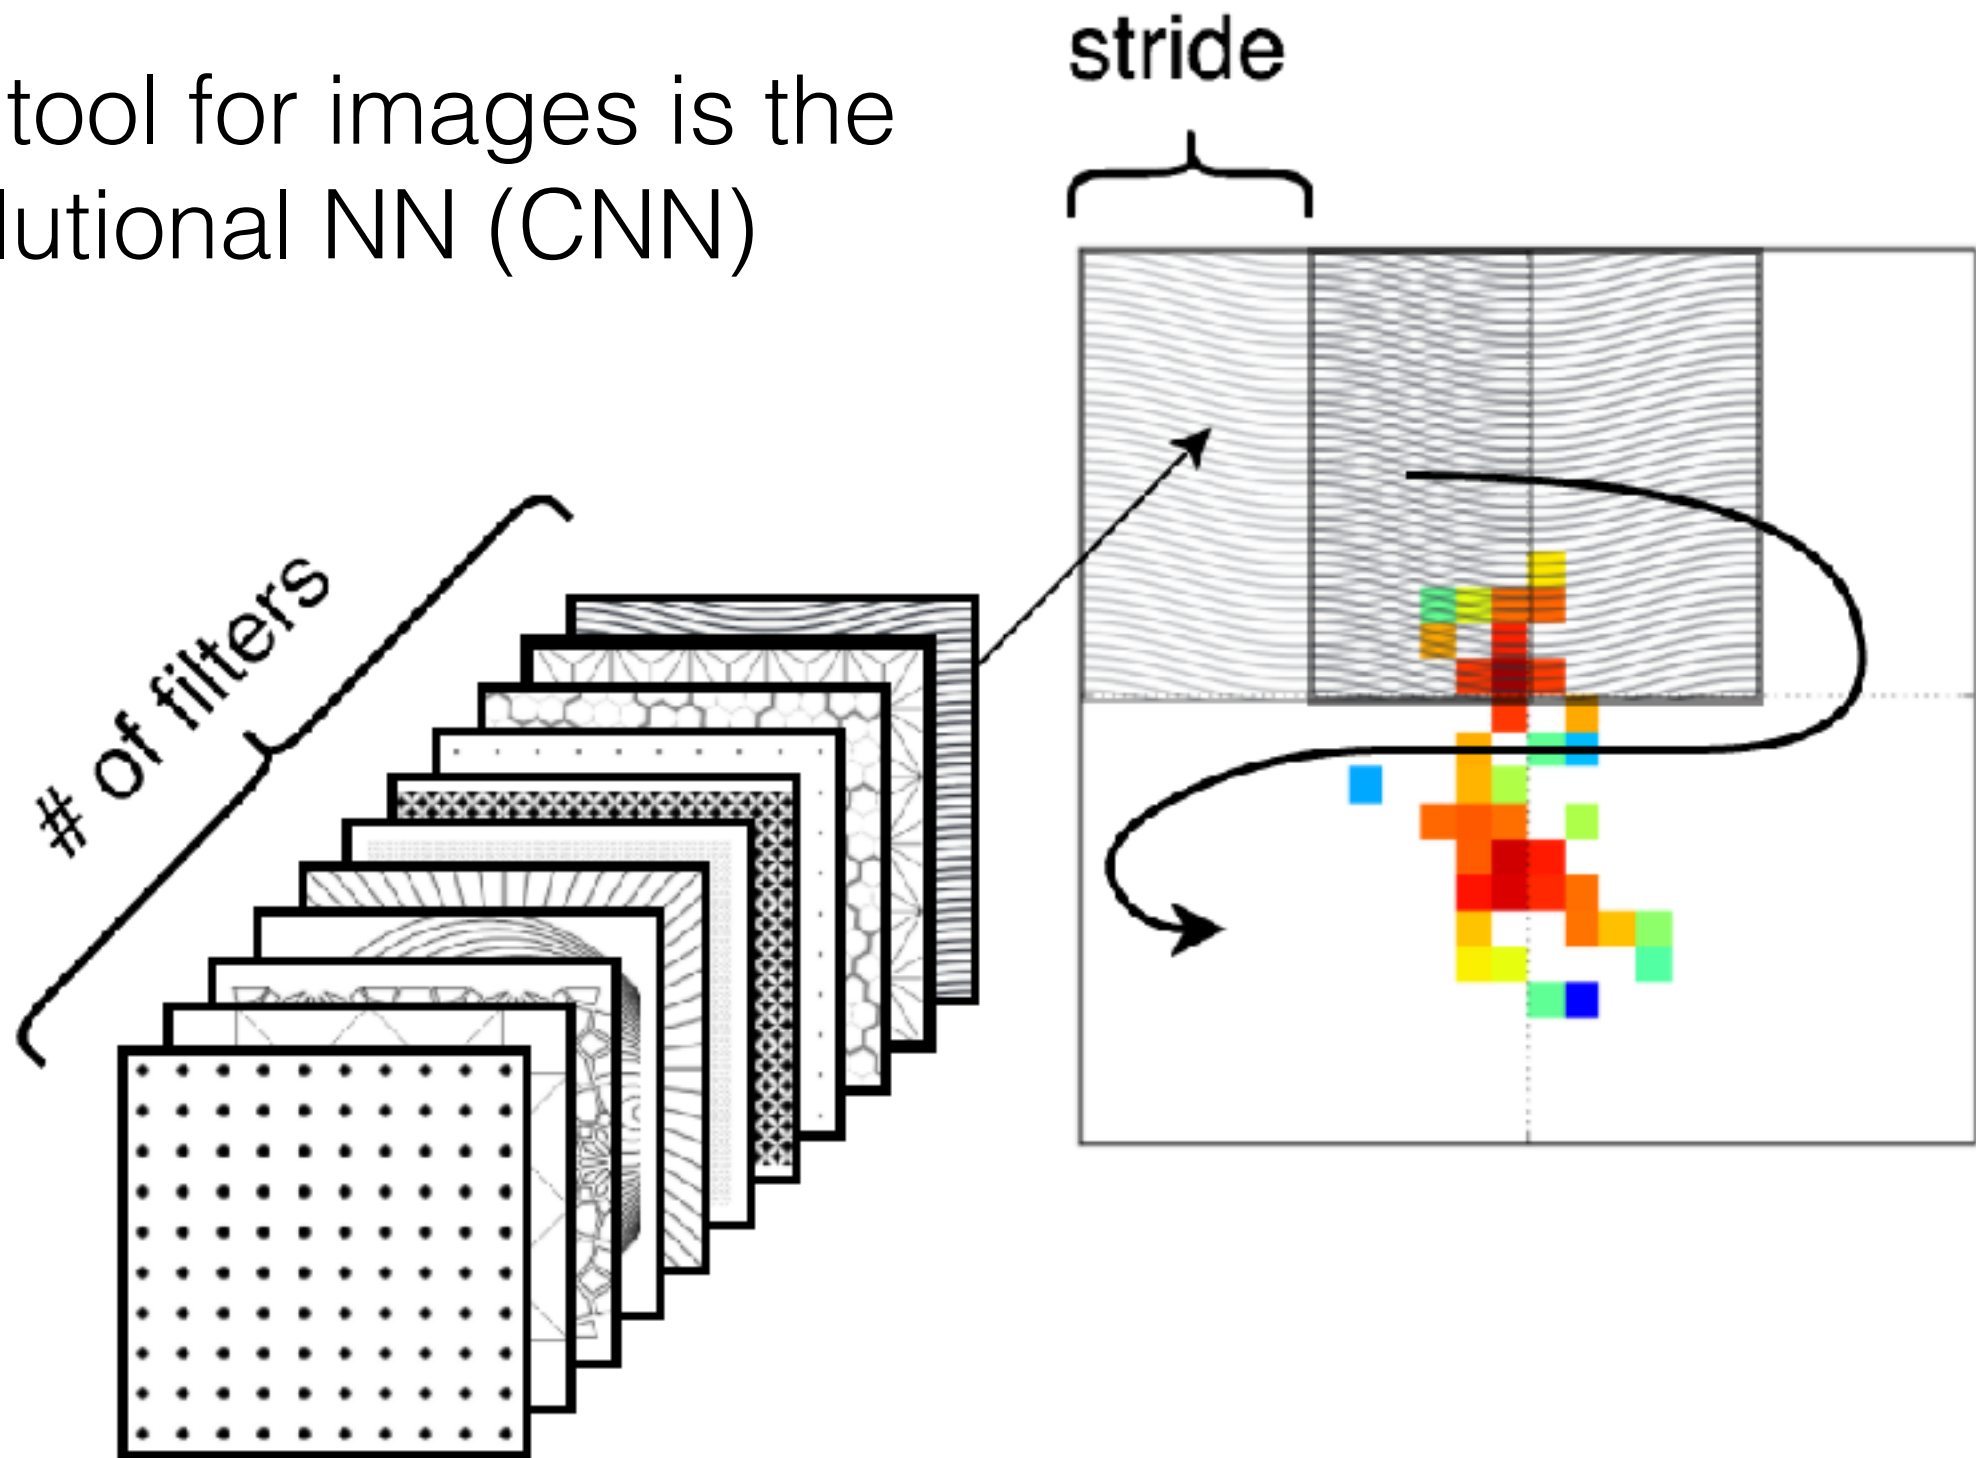 tool for images is the
lutional NN (CNN)
stride
# of filters